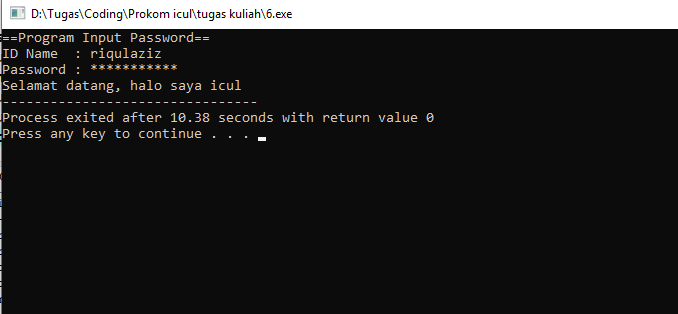 D:\Tugas\Coding\Prokom icul\tugas kuliah\6.exe
==Program Input Password==
ID Name  : riqulaziz
Password : ***********
Selamat datang, halo saya icul
--------------------------------
Process exited after 10.38 seconds with return value 0
Press any key to continue . . .